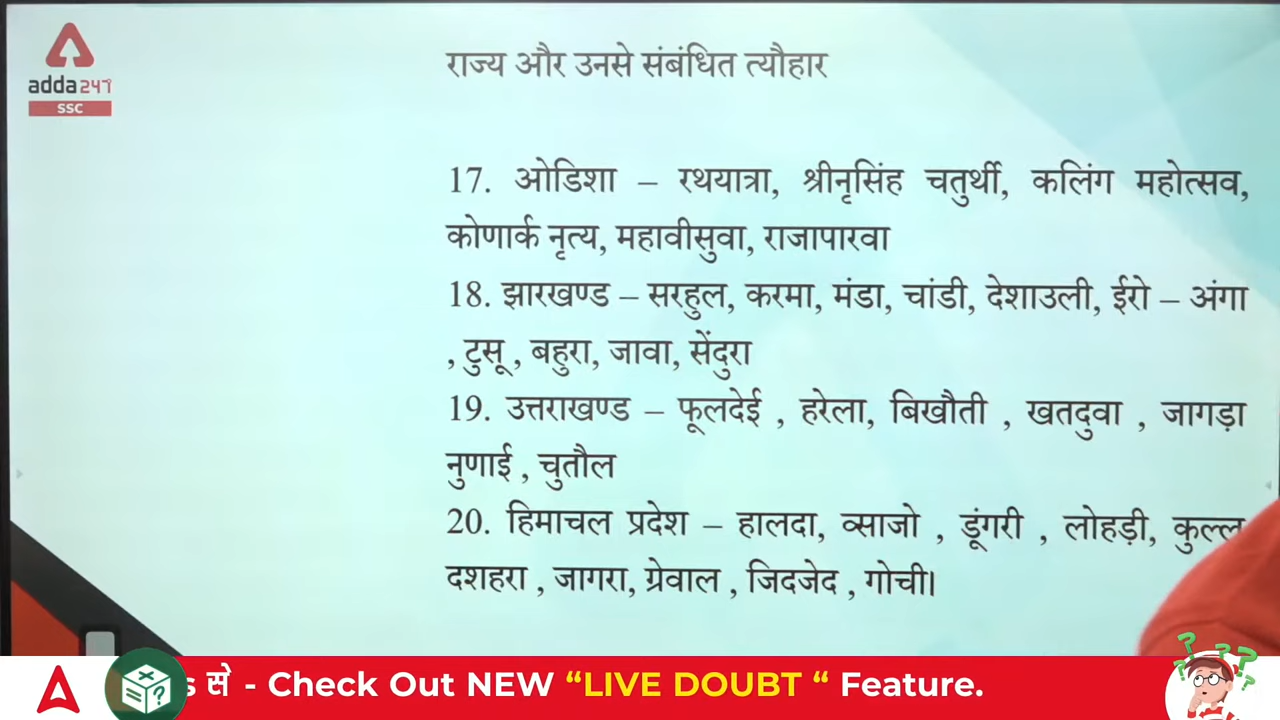 adda247
SSC
राज्य और उनसे संबंधित त्यौहार
17. ओडिशा – रथयात्रा, श्रीनृसिंह चतुर्थी, कलिंग महोत्सव,
कोणार्क नृत्य, महावीसुवा, राजापारवा
18. झारखण्ड – सरहुल, करमा, मंडा, चांडी, देशाउली, ईरो – अंगा
, टुसू , बहुरा, जावा, सेंदुरा
19. उत्तराखण्ड – फूलदेई , हरेला, बिखौती , खतदुवा , जागड़ा
नुणाई , चुतौल
20. हिमाचल प्रदेश – हालदा, व्साजो , डूंगरी , लोहड़ी,
दशहरा , जागरा, ग्रेवाल , जिदजेद , गोची।
से - Check Out NEW “LIVE DOUBT “ Feature.